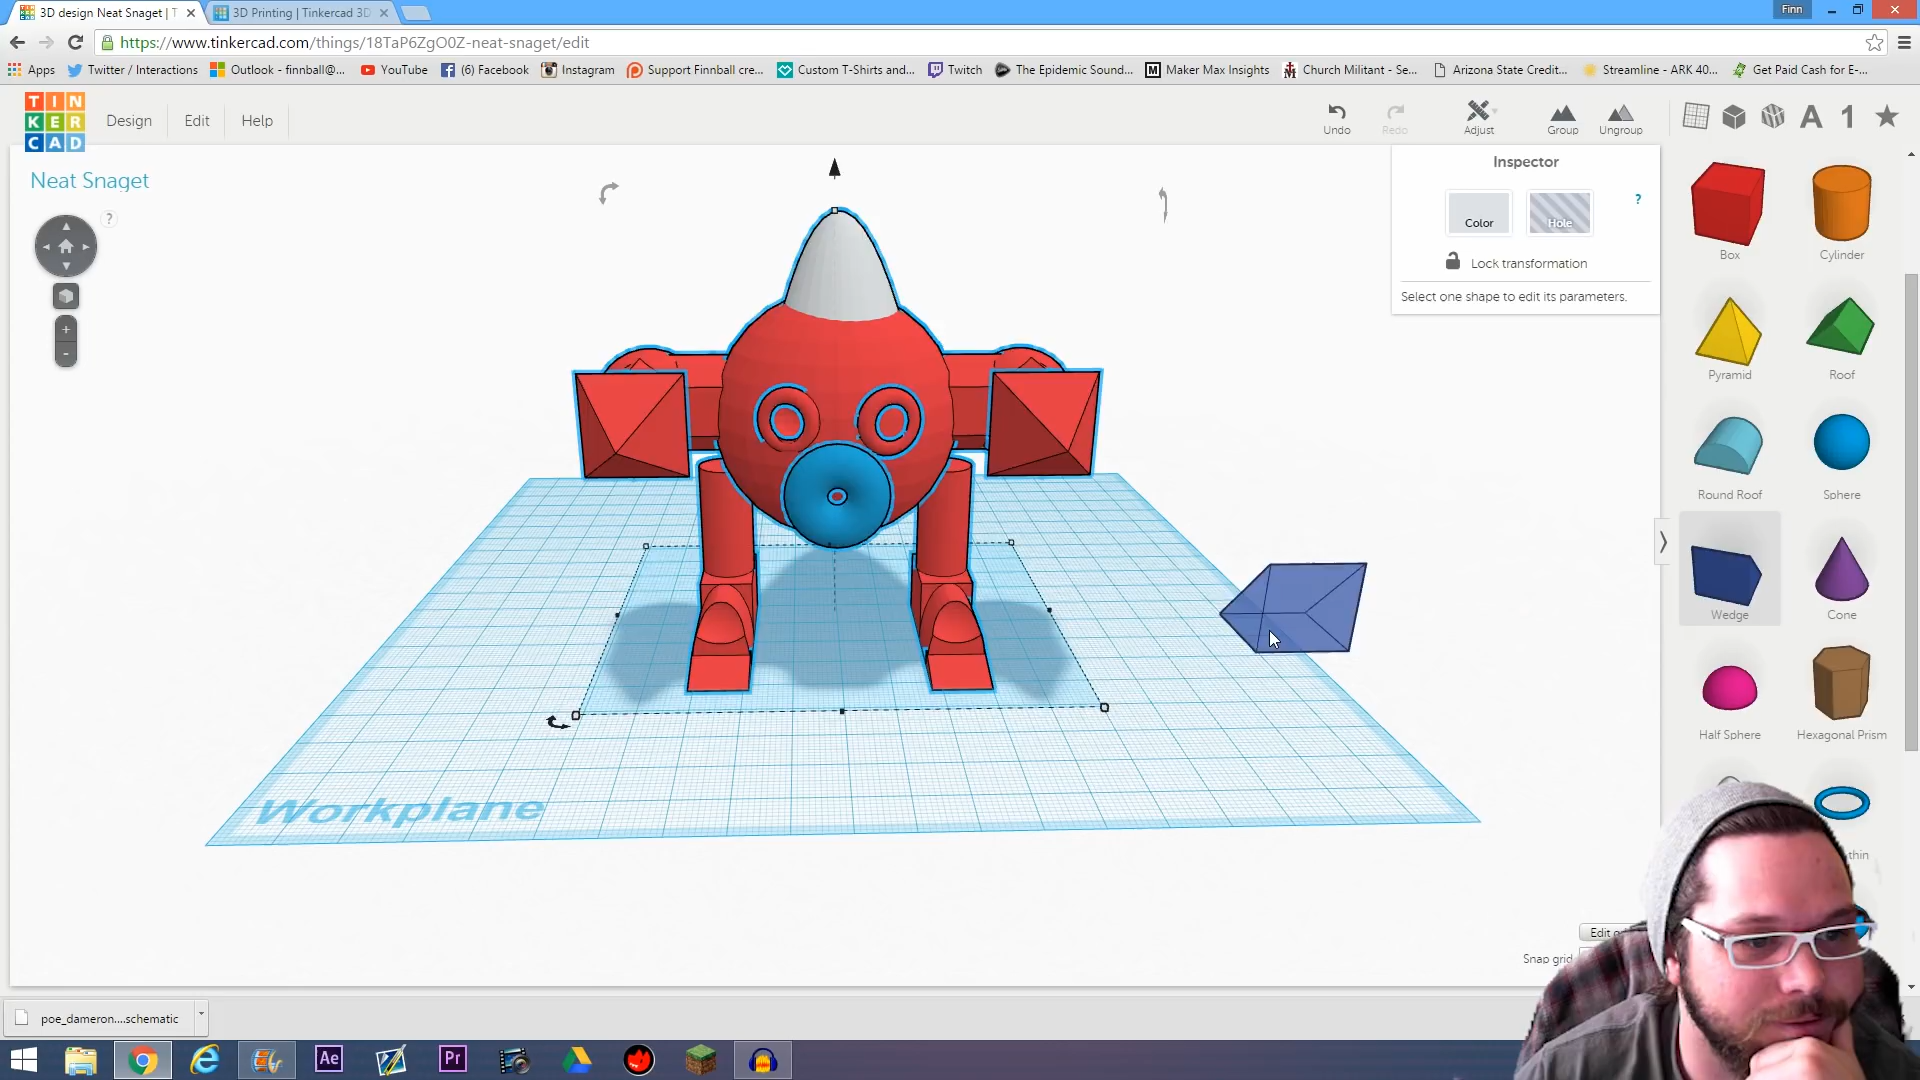 3D design Neat Snaget | T
3D Printing | Tinkercad 3D
Finn
https://www.tinkercad.com/things/18TaP6ZgO0Z-neat-snaget/edit
Apps
Twitter / Interactions
Outlook - finnball@...
YouTube
(6) Facebook
Instagram
Support Finnball cre...
Custom T-Shirts and...
Twitch
The Epidemic Sound...
Maker Max Insights
Church Militant - Se...
Arizona State Credit...
Streamline - ARK 40...
Get Paid Cash for E-...
TIN
KER
CAD
Design
Edit
Help
Undo
Redo
Adjust
Group
Ungroup
A
1
Neat Snaget
?
Inspector
Color
Hole
?
Lock transformation
Select one shape to edit its parameters.
Box
Cylinder
Pyramid
Roof
Round Roof
Sphere
Wedge
Cone
Half Sphere
Hexagonal Prism
thin
Workplane
Edit
Snap grid
poe_dameron....schematic
Ae
Pr